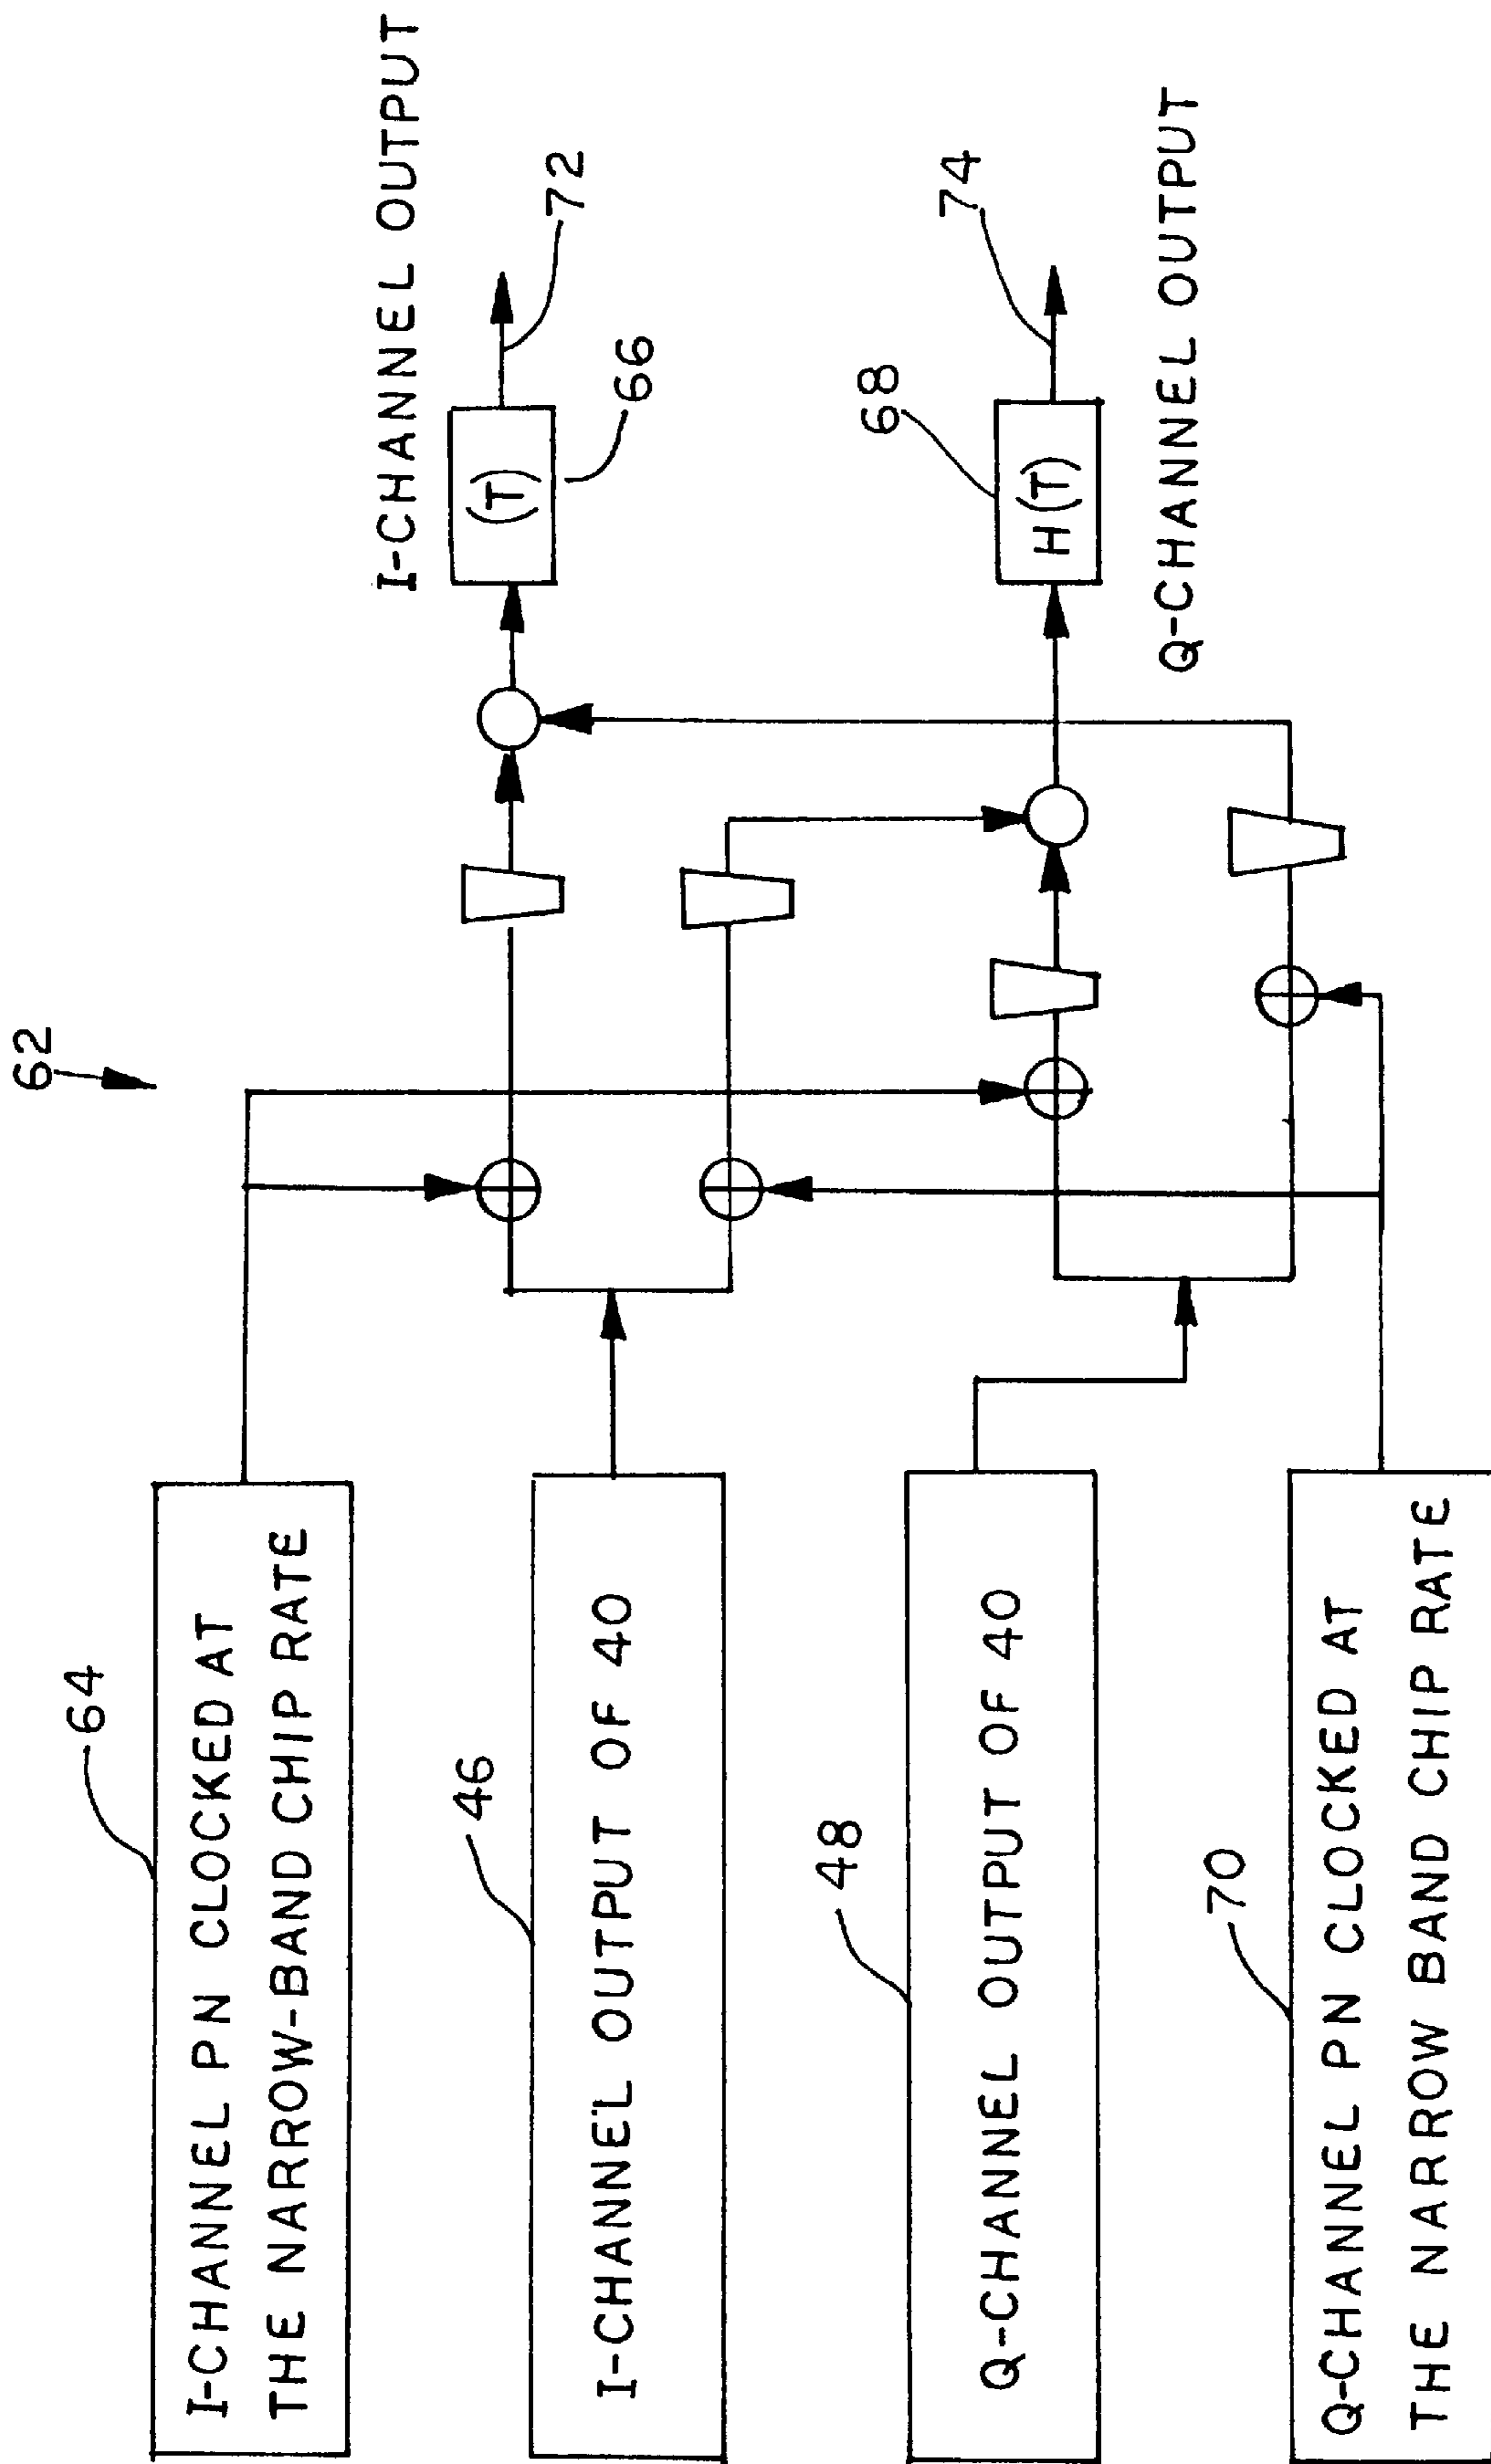 62
64
I-CHANNEL PN CLOCKED AT
THE NARROW-BAND CHIP RATE
46
I-CHANNEL OUTPUT OF 40
48
Q-CHANNEL OUTPUT OF 40
70
Q-CHANNEL PN CLOCKED AT
THE NARROW BAND CHIP RATE
I-CHANNEL OUTPUT
72
(T)
66
68
H(T)
74
Q-CHANNEL OUTPUT